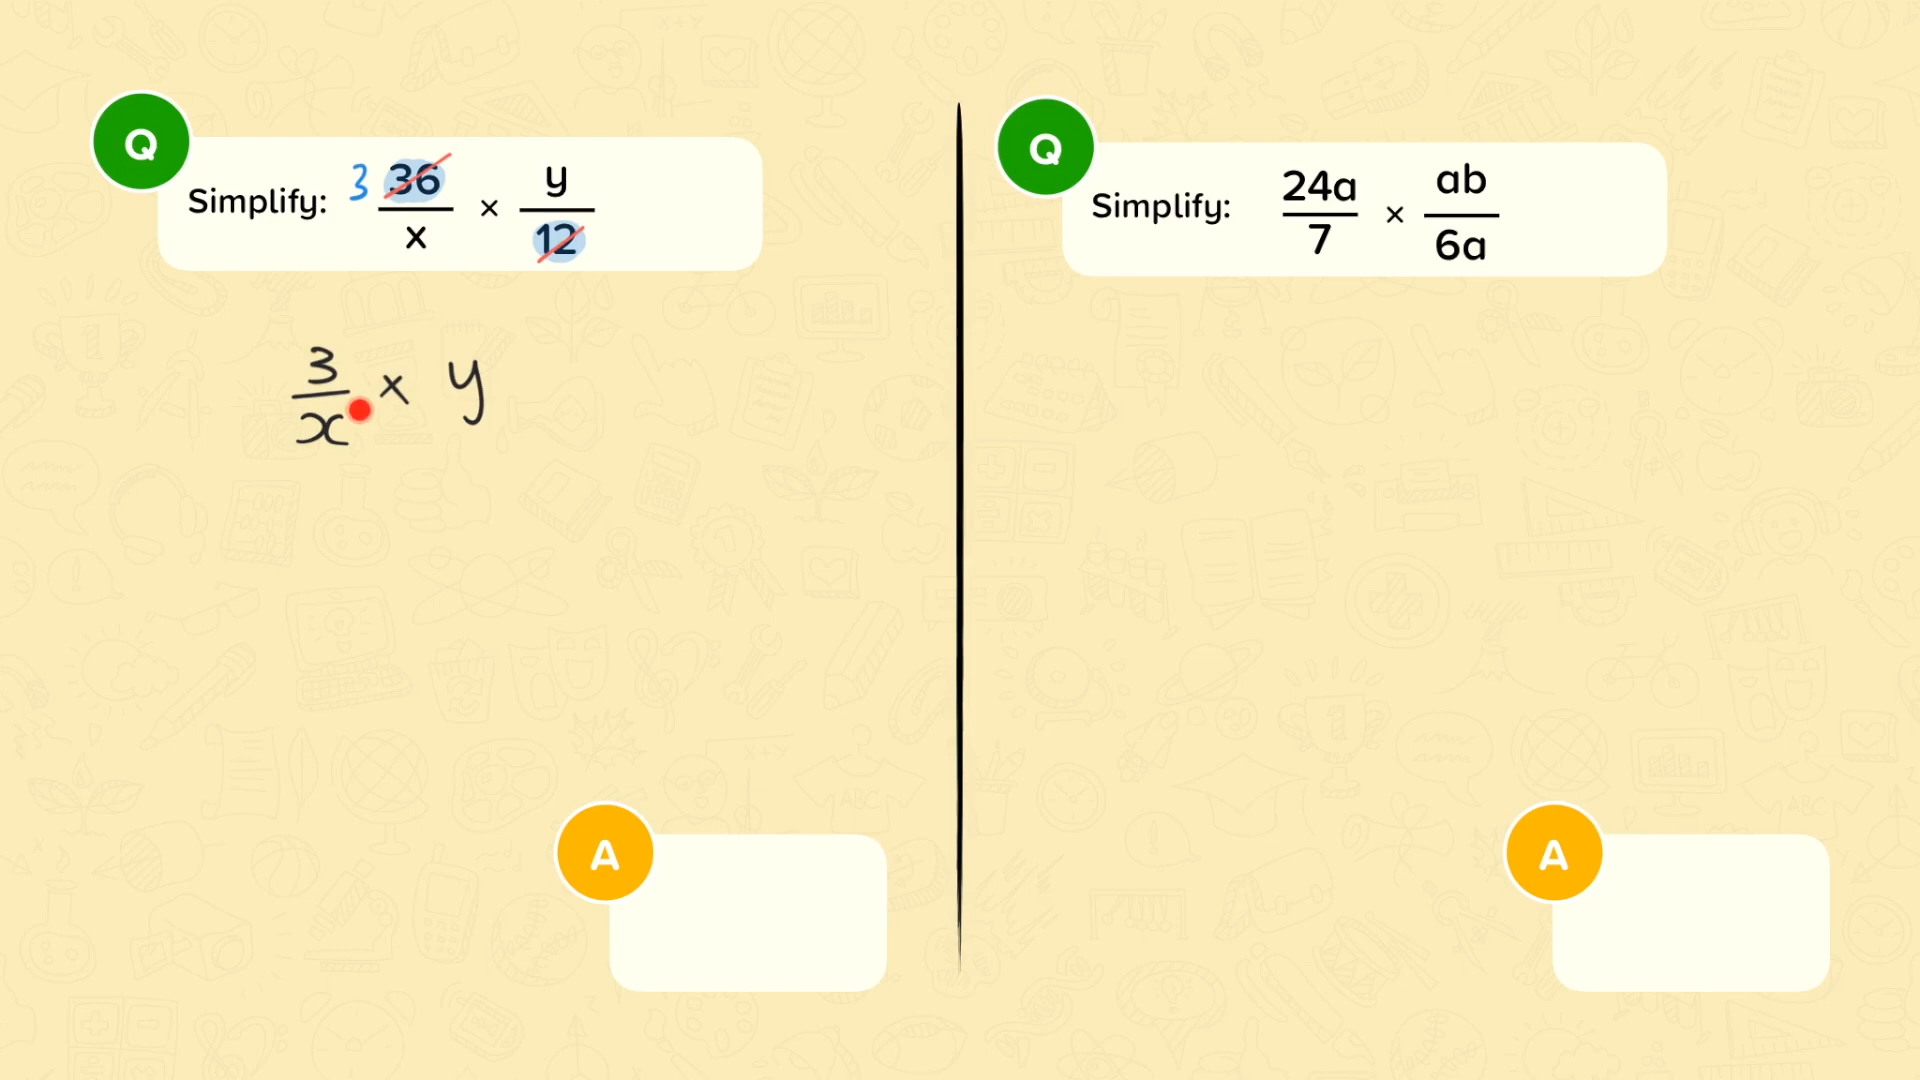 Q
Simplify: 3 36/x × y/12
3/x × y
A
Q
Simplify: 24a/7 × ab/6a
A